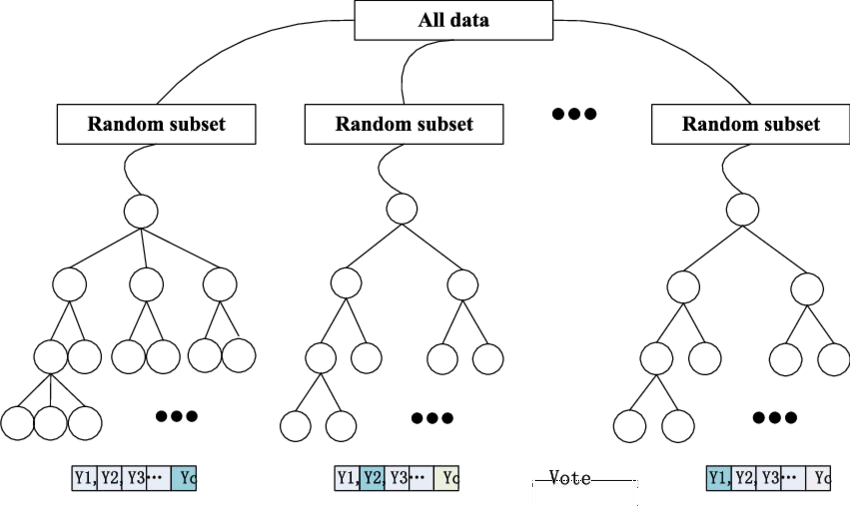 All data
Random subset
Random subset
Random subset
Y1, Y2, Y3 ··· Yc
Y1, Y2, Y3 ··· Yc
Vote
Y1, Y2, Y3 ··· Yc